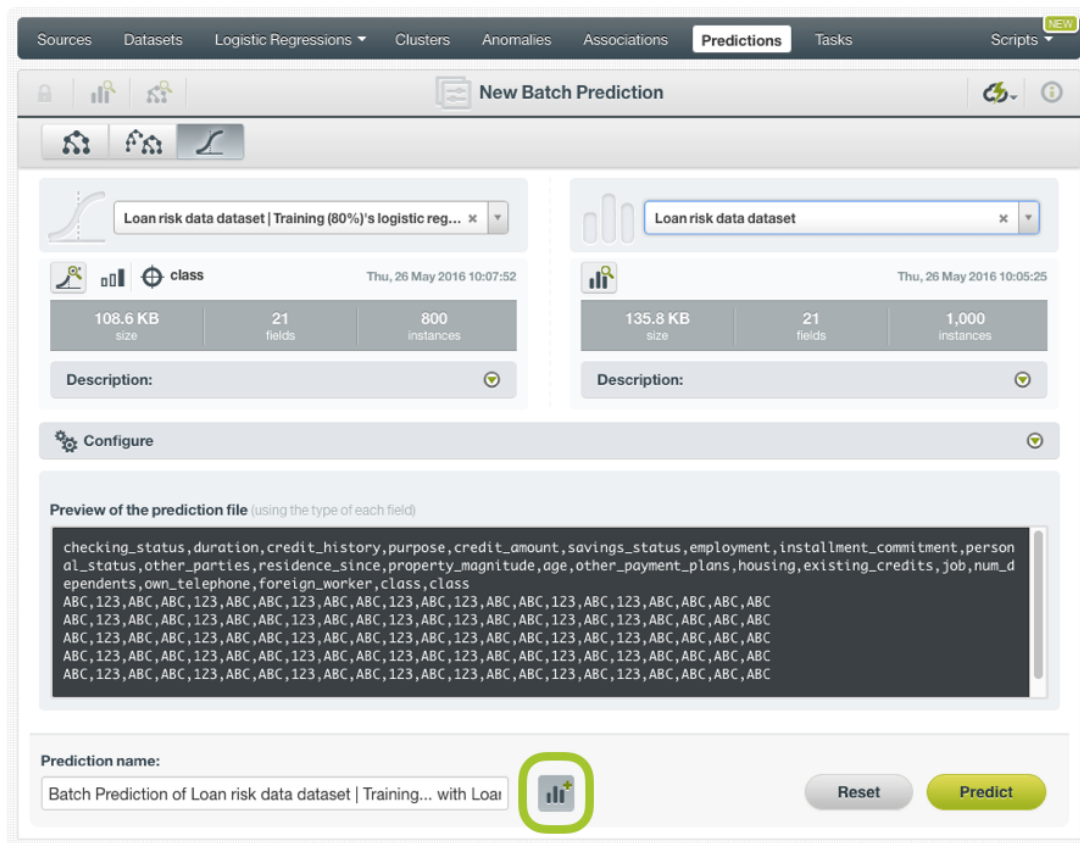 NEW
Sources Datasets Logistic Regressions Clusters Anomalies Associations Predictions Tasks Scripts
New Batch Prediction
Loan risk data dataset | Training (80%)'s logistic reg... ×
Loan risk data dataset ×
class Thu, 26 May 2016 10:07:52
Thu, 26 May 2016 10:05:25
108.6 KB 21 800
size fields instances
135.8 KB 21 1,000
size fields instances
Description:
Description:
Configure
Preview of the prediction file (using the type of each field)
checking_status,duration,credit_history,purpose,credit_amount,savings_status,employment,installment_commitment,person
al_status,other_parties,residence_since,property_magnitude,age,other_payment_plans,housing,existing_credits,job,num_d
ependents,own_telephone,foreign_worker,class,class
ABC,123,ABC,ABC,123,ABC,ABC,123,ABC,ABC,123,ABC,123,ABC,ABC,123,ABC,123,ABC,ABC,ABC,ABC
ABC,123,ABC,ABC,123,ABC,ABC,123,ABC,ABC,123,ABC,123,ABC,ABC,123,ABC,123,ABC,ABC,ABC,ABC
ABC,123,ABC,ABC,123,ABC,ABC,123,ABC,ABC,123,ABC,123,ABC,ABC,123,ABC,123,ABC,ABC,ABC,ABC
ABC,123,ABC,ABC,123,ABC,ABC,123,ABC,ABC,123,ABC,123,ABC,ABC,123,ABC,123,ABC,ABC,ABC,ABC
ABC,123,ABC,ABC,123,ABC,ABC,123,ABC,ABC,123,ABC,123,ABC,ABC,123,ABC,123,ABC,ABC,ABC,ABC
Prediction name:
Batch Prediction of Loan risk data dataset | Training... with Loan
Reset
Predict